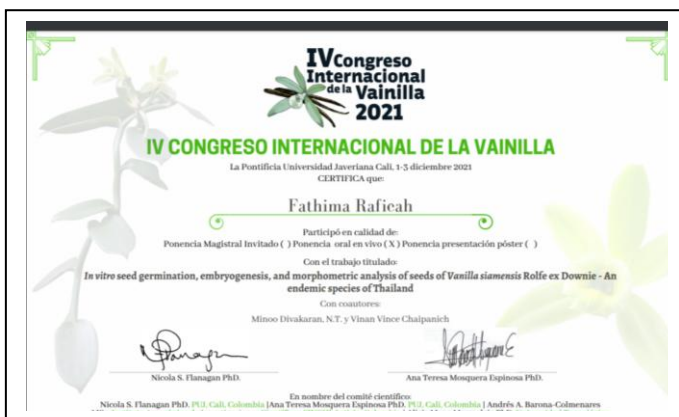 IV Congreso
Internacional
de la Vainilla
2021
IV CONGRESO INTERNACIONAL DE LA VAINILLA
La Pontificia Universidad Javeriana Cali, 1-3 diciembre 2021
CERTIFICA que:
Fathima Raficah
Participó en calidad de:
Ponencia Magistral Invitado ( ) Ponencia oral en vivo ( X ) Ponencia presentación póster ( )
Con el trabajo titulado:
In vitro seed germination, embryogenesis, and morphometric analysis of seeds of Vanilla siamensis Rolfe ex Downie - An
endemic species of Thailand
Con coautores:
Minoo Divakaran, N.T. y Vinan Vince Chaipanich
Nicola S. Flanagan PhD.
Ana Teresa Mosquera Espinosa PhD.
En nombre del comité científico:
Nicola S. Flanagan PhD. PUJ, Cali, Colombia | Ana Teresa Mosquera Espinosa PhD. PUJ, Cali, Colombia | Andrés A. Barona-Colmenares